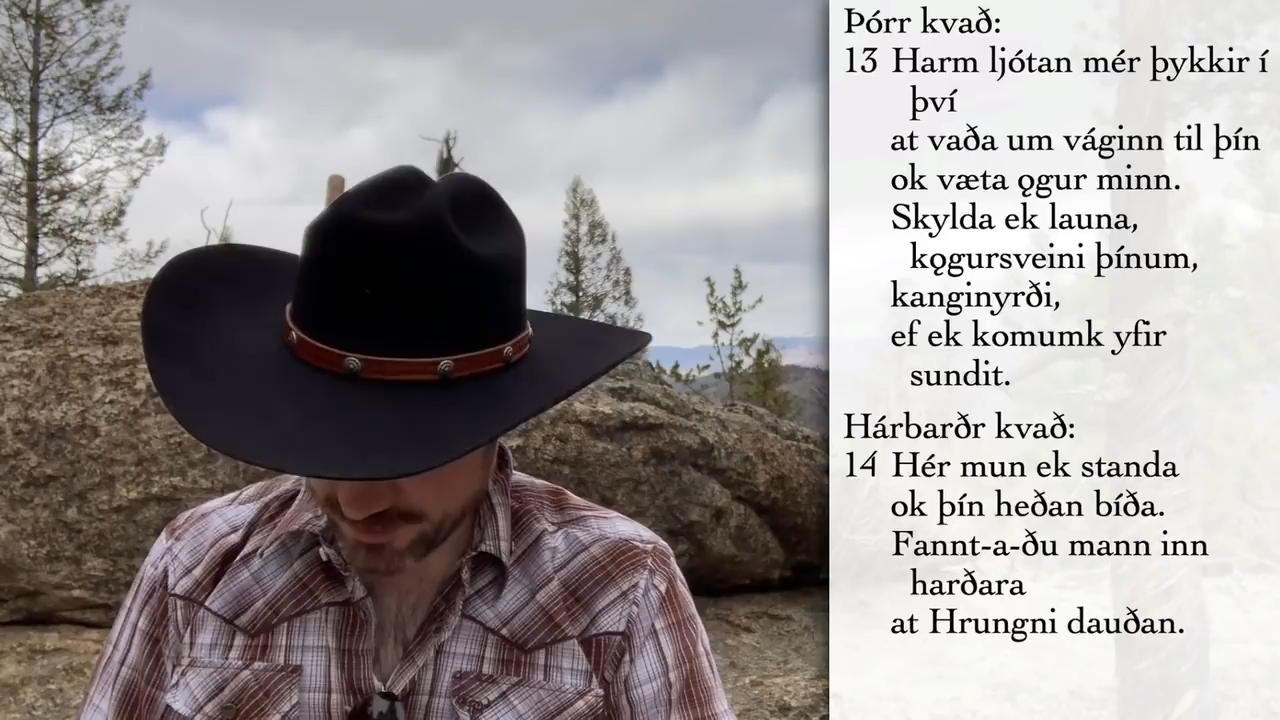 Þórr kvað:
13 Harm ljótan mér þykkir í
því
at vaða um váginn til þín
ok væta ǫgur minn.
Skylda ek launa,
kǫgursveini þínum,
kanginyrði,
ef ek komumk yfir
sundit.
Hárbarðr kvað:
14 Hér mun ek standa
ok þín heðan bíða.
Fannt-a-ðu mann inn
harðara
at Hrungni dauðan.